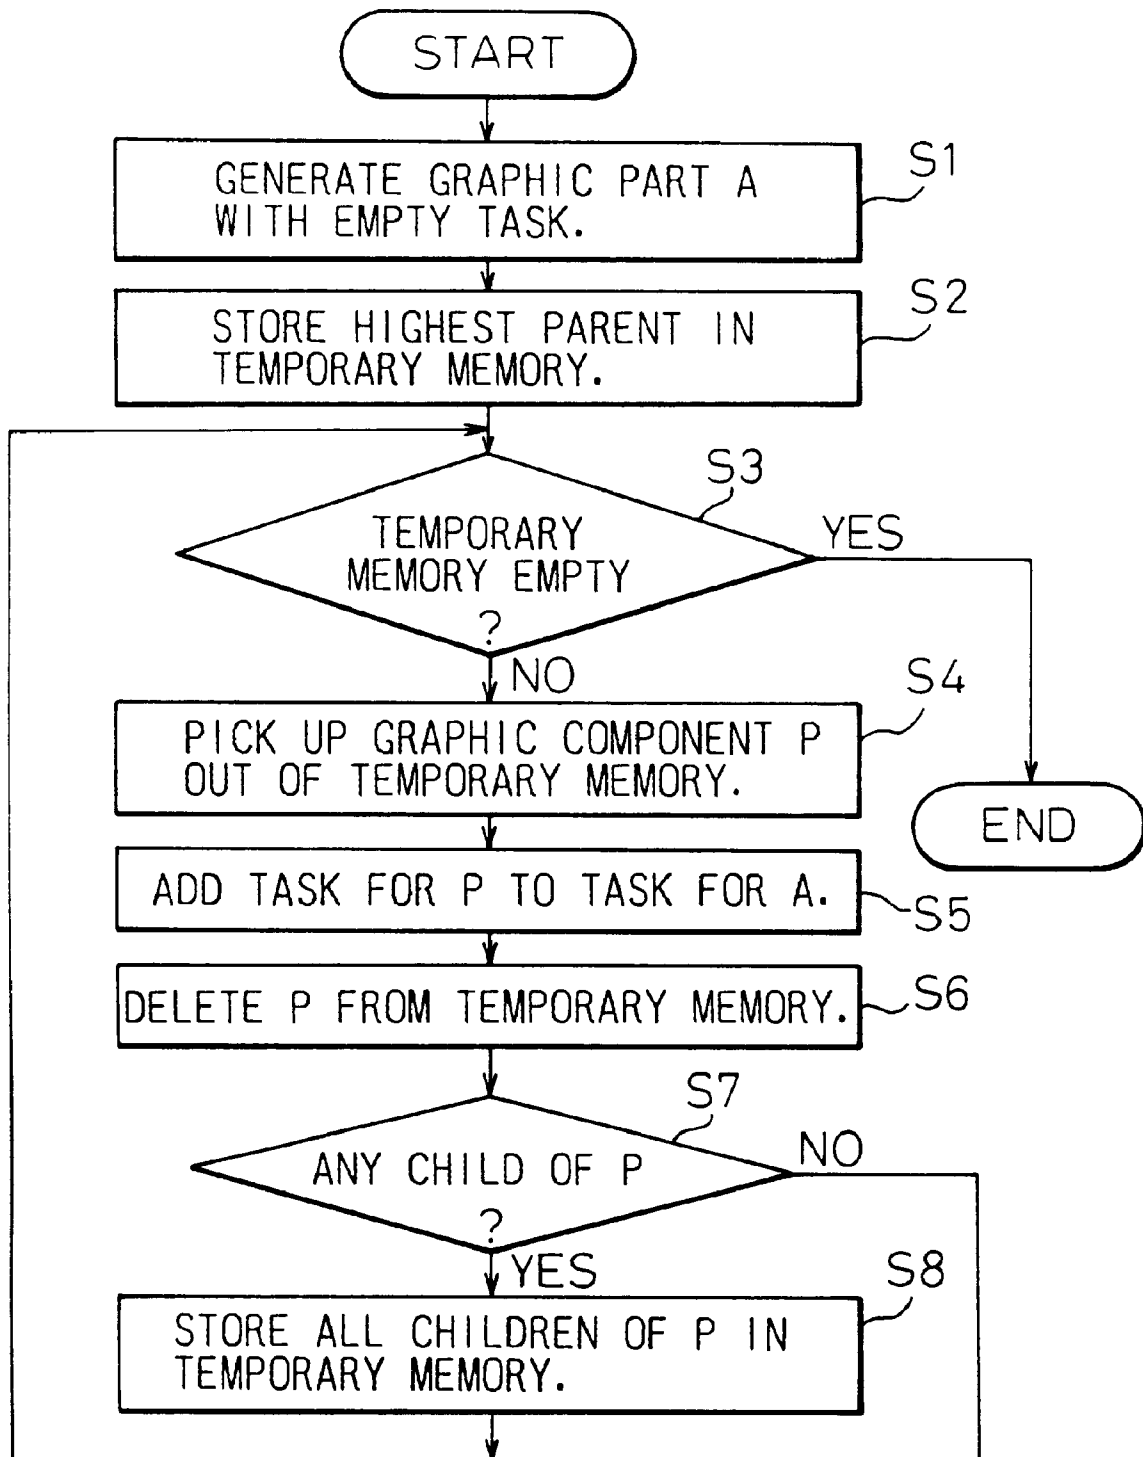 START
GENERATE GRAPHIC PART A
WITH EMPTY TASK.
S1
STORE HIGHEST PARENT IN
TEMPORARY MEMORY.
S2
TEMPORARY
MEMORY EMPTY
?
S3
YES
NO
PICK UP GRAPHIC COMPONENT P
OUT OF TEMPORARY MEMORY.
S4
END
ADD TASK FOR P TO TASK FOR A.
S5
DELETE P FROM TEMPORARY MEMORY.
S6
ANY CHILD OF P
?
S7
NO
YES
STORE ALL CHILDREN OF P IN
TEMPORARY MEMORY.
S8